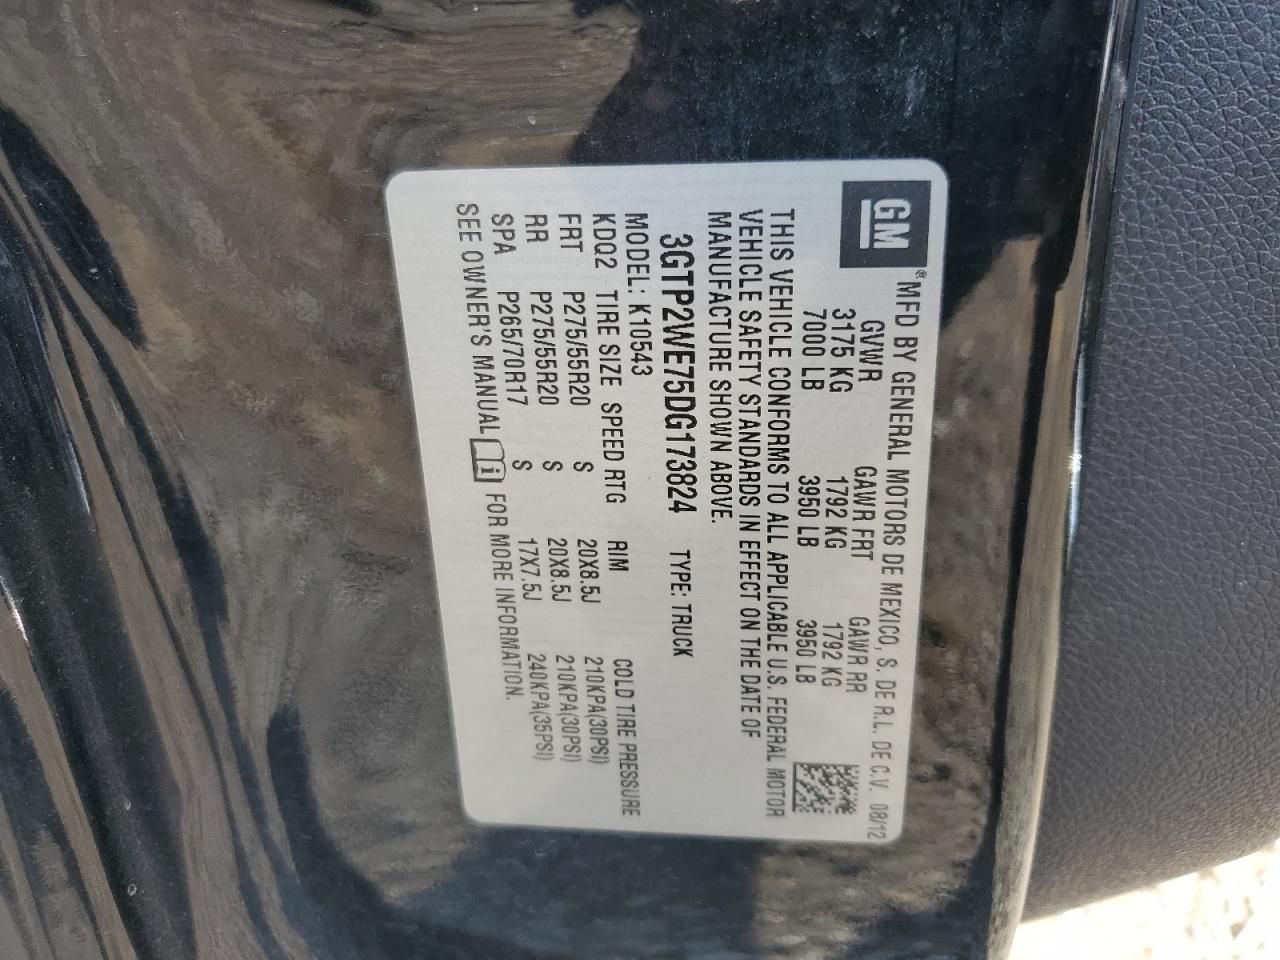 GM ® MFD BY GENERAL MOTORS DE MEXICO, S. DE R.L. DE C.V. 08/12
GVWR GAWR FRT GAWR RR
3175 KG 1792 KG 1792 KG
7000 LB 3950 LB 3950 LB
THIS VEHICLE CONFORMS TO ALL APPLICABLE U.S. FEDERAL MOTOR
VEHICLE SAFETY STANDARDS IN EFFECT ON THE DATE OF
MANUFACTURE SHOWN ABOVE.
3GTP2WE75DG173824 TYPE: TRUCK
MODEL: K10543
KDQ2 TIRE SIZE SPEED RTG RIM COLD TIRE PRESSURE
FRT P275/55R20 S 20X8.5J 210KPA(30PSI)
RR P275/55R20 S 20X8.5J 210KPA(30PSI)
SPA P265/70R17 S 17X7.5J 240KPA(35PSI)
SEE OWNER'S MANUAL i FOR MORE INFORMATION.